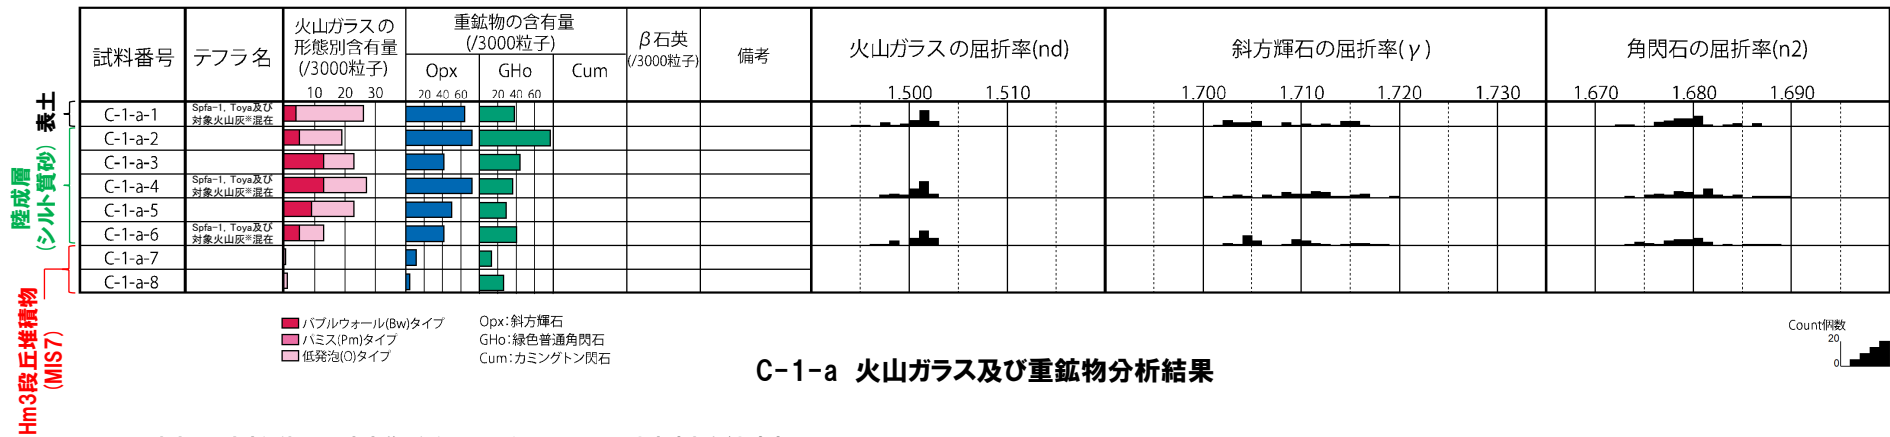 試料番号
テフラ名
火山ガラスの
形態別含有量
(/3000粒子)
10 20 30
重鉱物の含有量
(/3000粒子)
Opx
20 40 60
GHo
20 40 60
Cum
β石英
(/3000粒子)
備考
火山ガラスの屈折率(nd)
1.500 1.510
斜方輝石の屈折率(γ)
1.700 1.710 1.720 1.730
角閃石の屈折率(n2)
1.670 1.680 1.690
表土
陸成層
(シルト質砂)
Hm3段丘堆積物
(MIS7)
C-1-a-1
Spfa-1, Toya及び
対象火山灰※混在
C-1-a-2
C-1-a-3
C-1-a-4
Spfa-1, Toya及び
対象火山灰※混在
C-1-a-5
C-1-a-6
Spfa-1, Toya及び
対象火山灰※混在
C-1-a-7
C-1-a-8
バブルウォール(Bw)タイプ
パミス(Pm)タイプ
低発泡(O)タイプ
Opx:斜方輝石
GHo:緑色普通角閃石
Cum:カミングトン閃石
Count個数
20
0
C-1-a 火山ガラス及び重鉱物分析結果